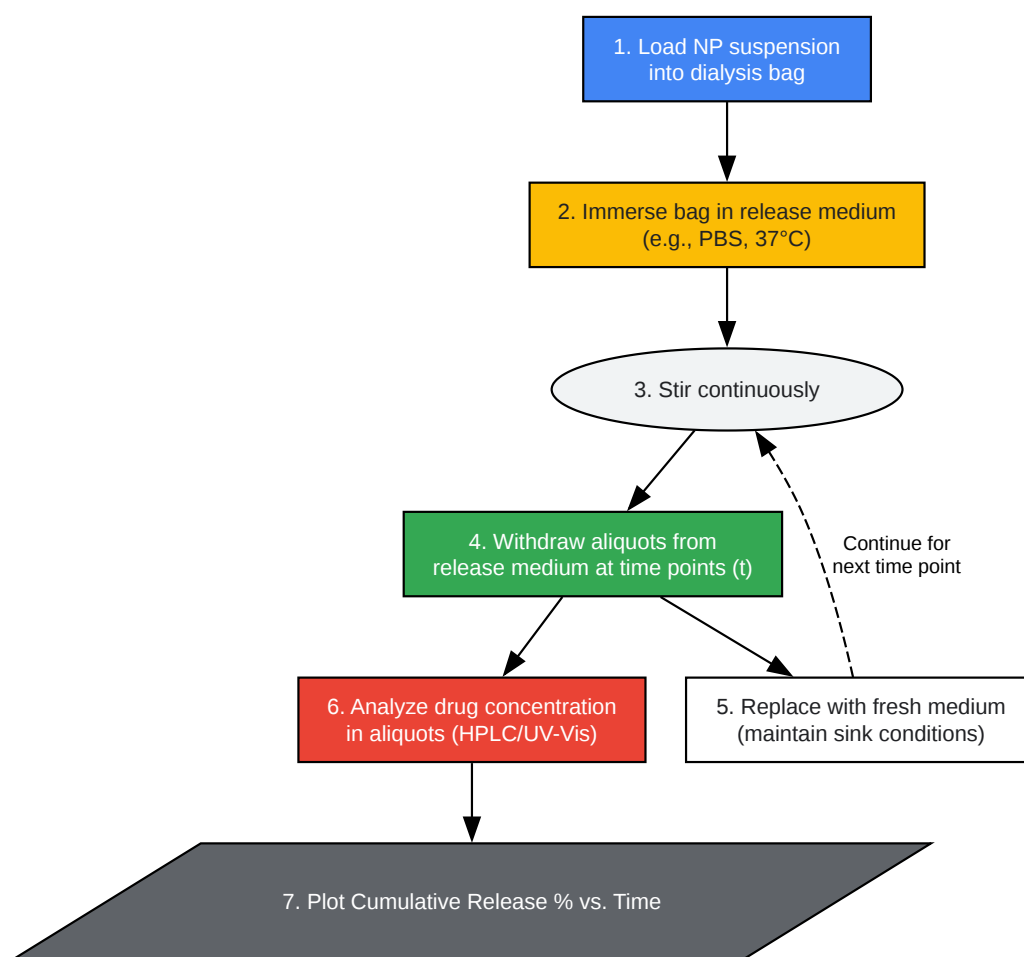 1. Load NP suspension
into dialysis bag
2. Immerse bag in release medium
(e.g., PBS, 37°C)
3. Stir continuously
4. Withdraw aliquots from
release medium at time points (t)
Continue for
next time point
6. Analyze drug concentration
in aliquots (HPLC/UV-Vis)
5. Replace with fresh medium
(maintain sink conditions)
7. Plot Cumulative Release % vs. Time